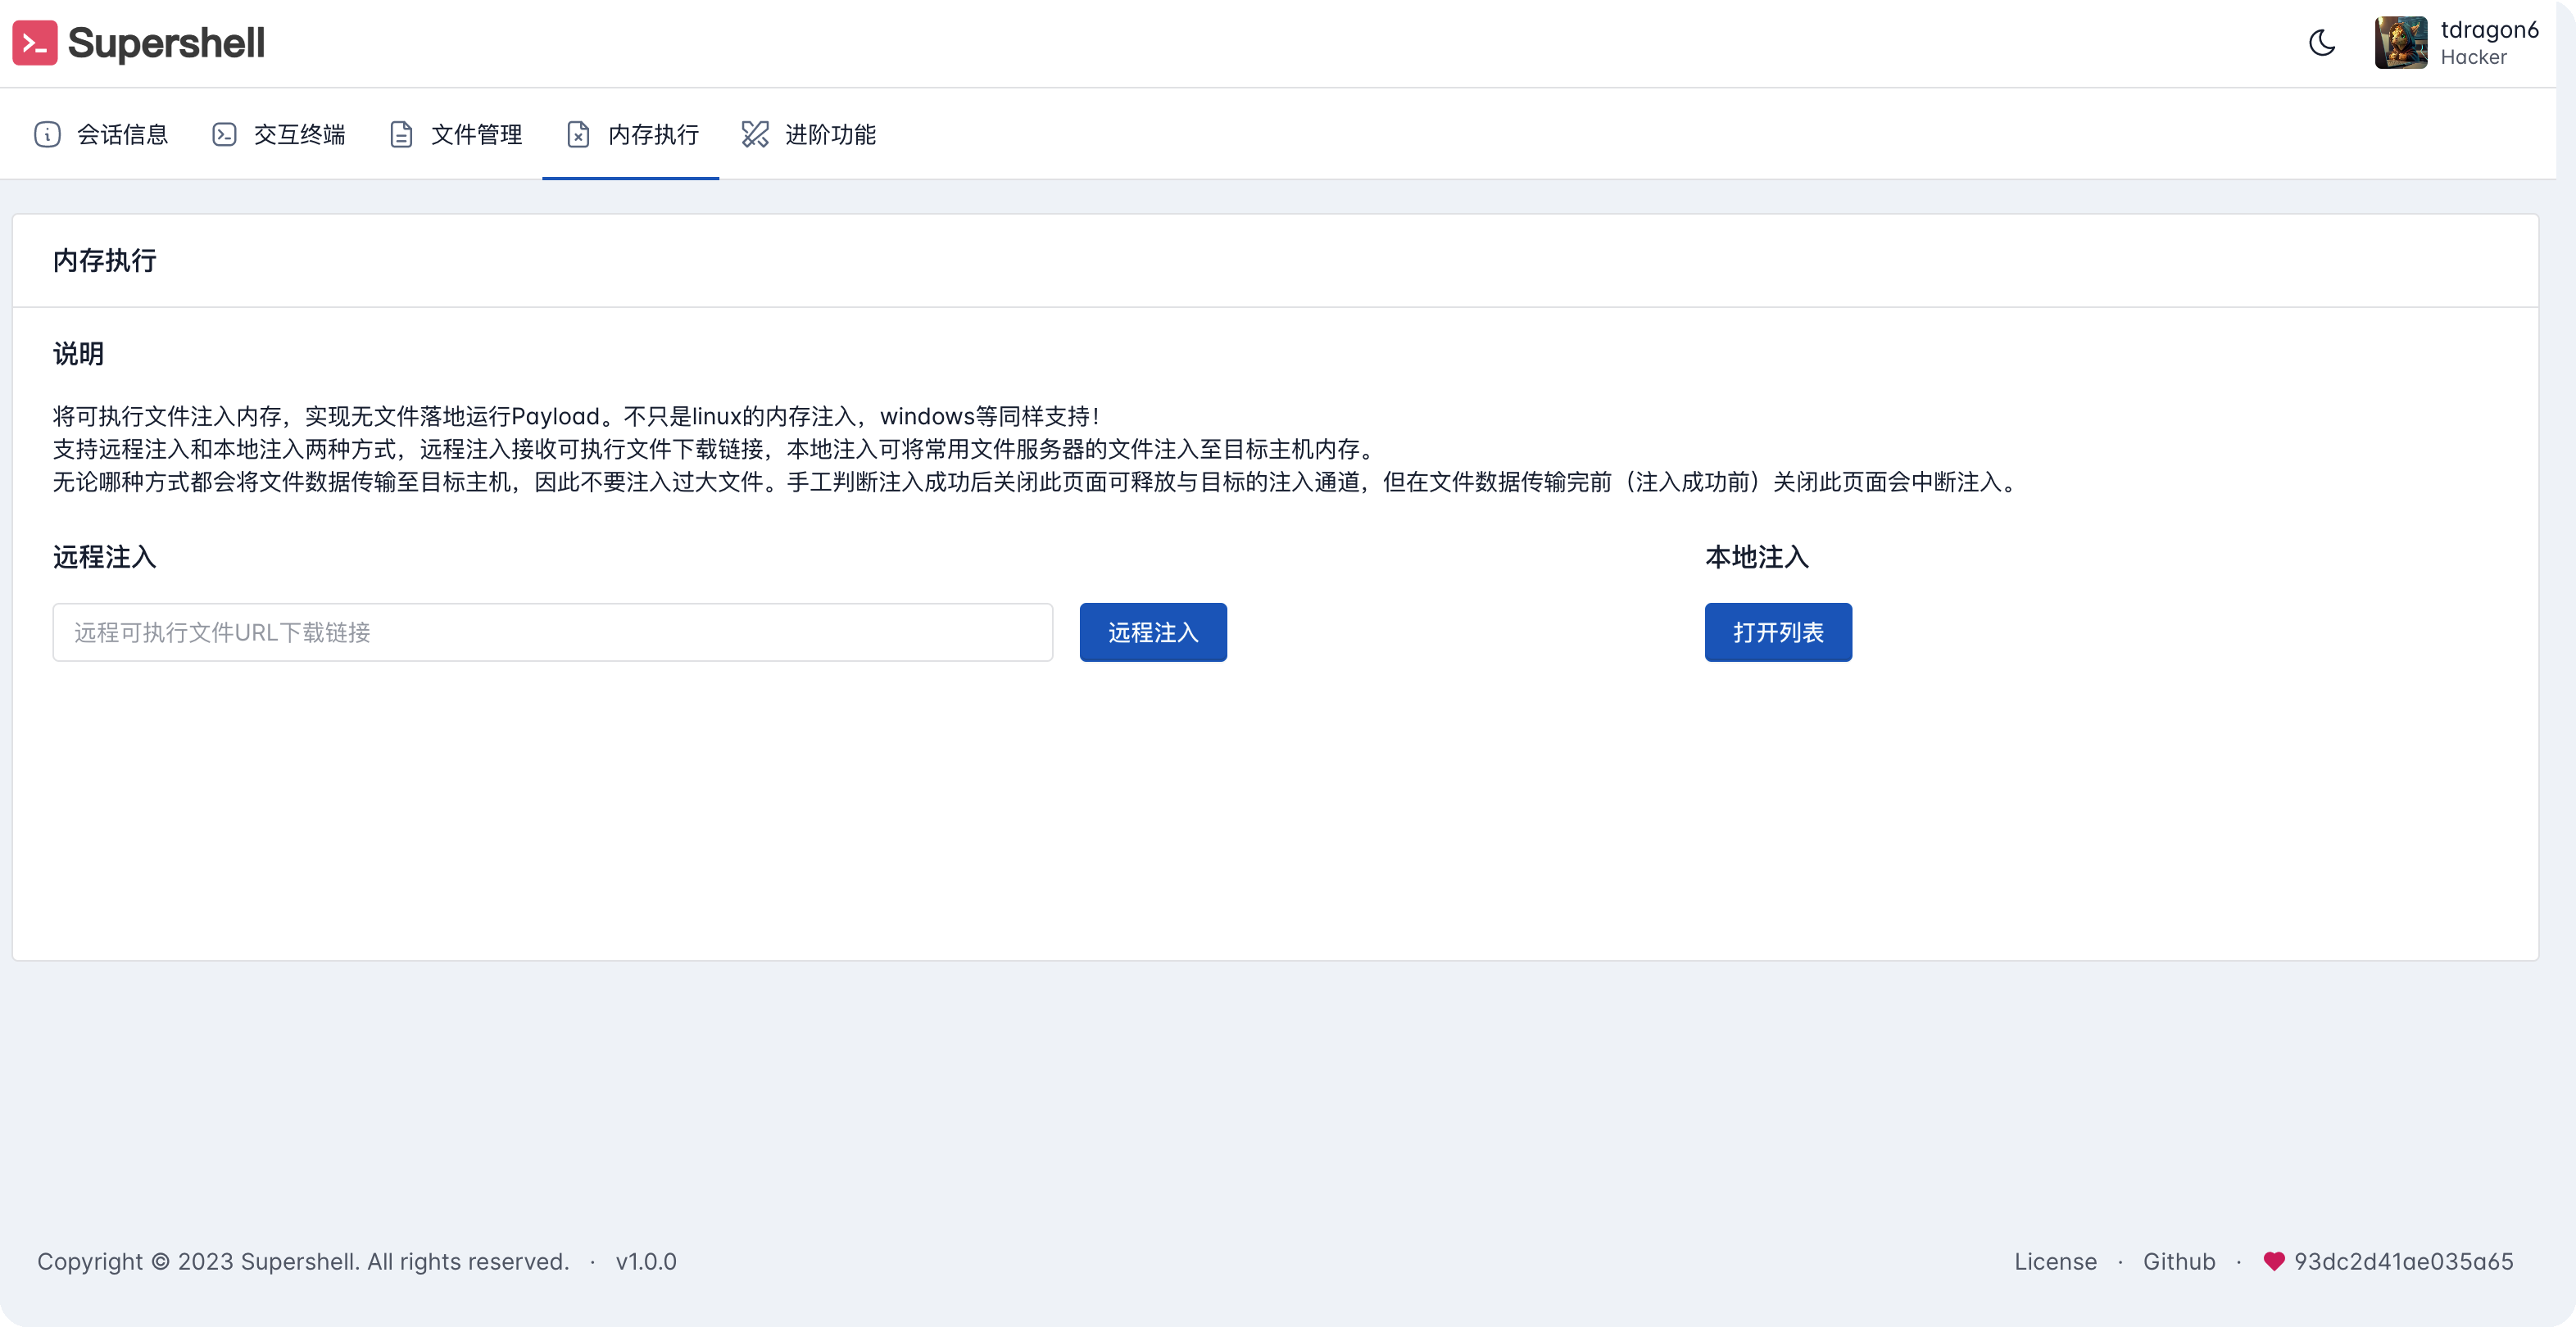 Supershell
tdragon6
Hacker
会话信息
交互终端
文件管理
内存执行
进阶功能
内存执行
说明
将可执行文件注入内存，实现无文件落地运行Payload。不只是linux的内存注入，windows等同样支持！
支持远程注入和本地注入两种方式，远程注入接收可执行文件下载链接，本地注入可将常用文件服务器的文件注入至目标主机内存。
无论哪种方式都会将文件数据传输至目标主机，因此不要注入过大文件。手工判断注入成功后关闭此页面可释放与目标的注入通道，但在文件数据传输完前（注入成功前）关闭此页面会中断注入。
远程注入
本地注入
远程可执行文件URL下载链接
远程注入
打开列表
Copyright © 2023 Supershell. All rights reserved. · v1.0.0
License · Github · 93dc2d41ae035a65